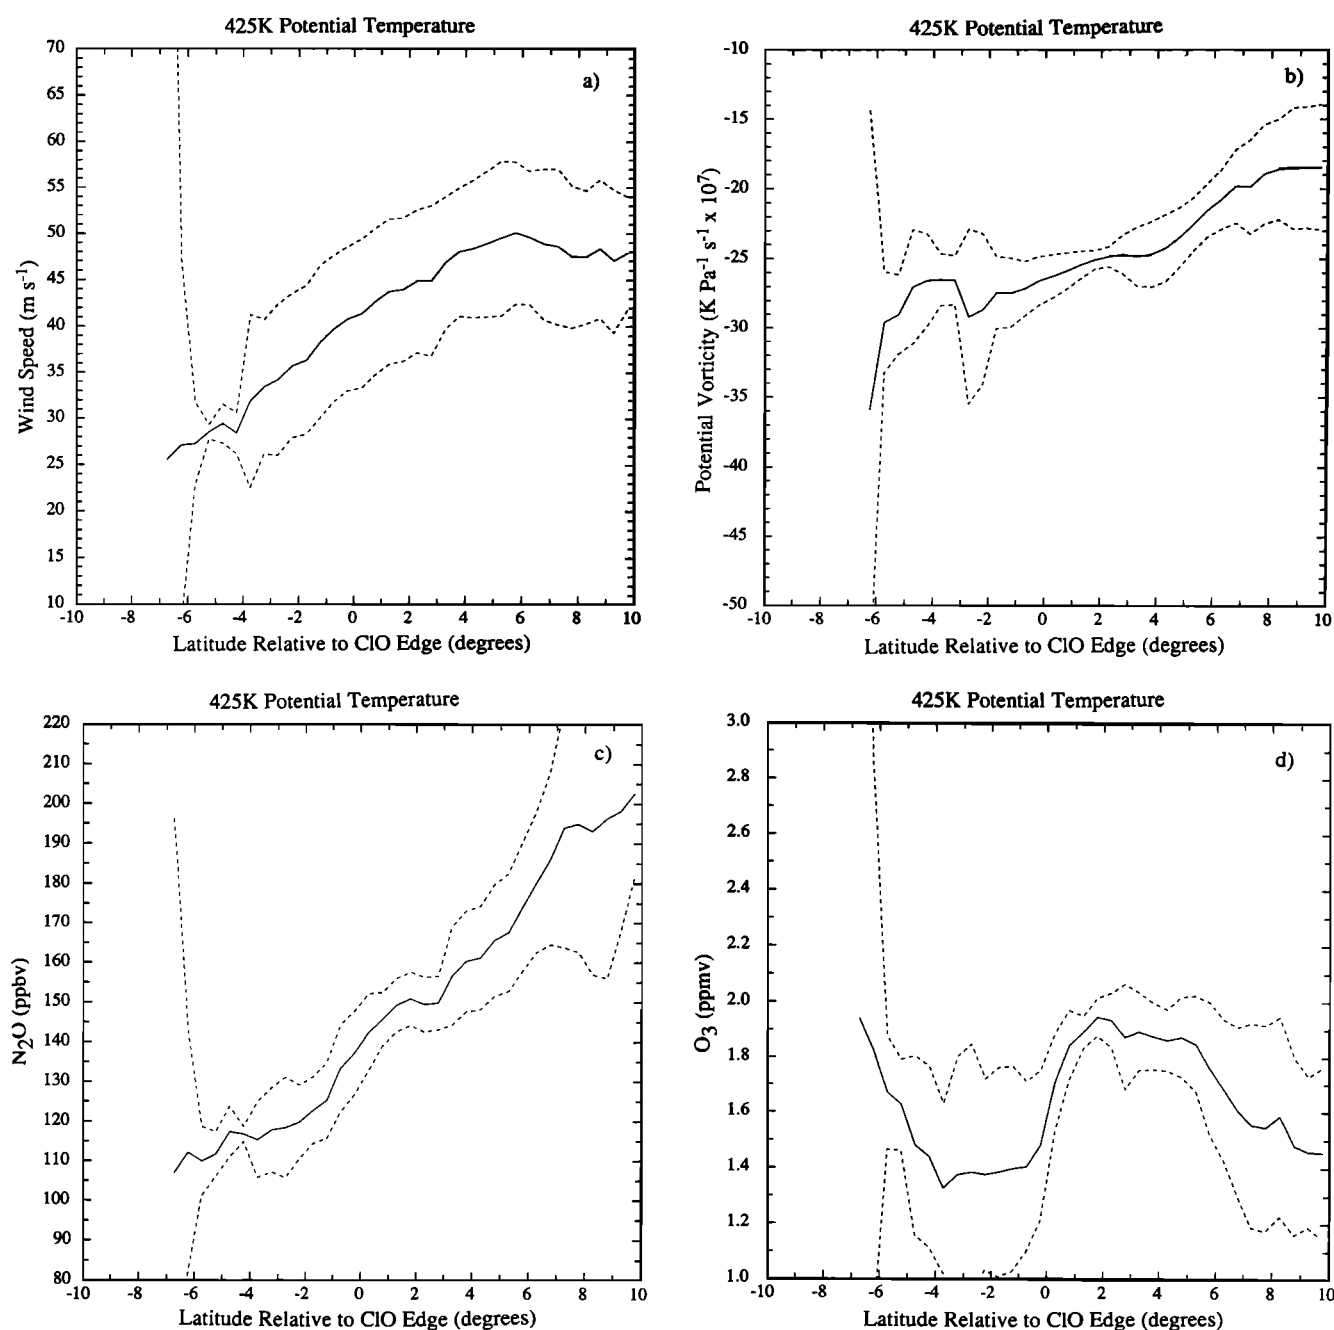 425K Potential Temperature
a)
Wind Speed (m s-1)
70
65
60
55
50
45
40
35
30
25
20
15
10
-10 -8 -6 -4 -2 0 2 4 6 8 10
Latitude Relative to ClO Edge (degrees)
425K Potential Temperature
b)
Potential Vorticity (K Pa-1 s-1 x 107)
-10
-15
-20
-25
-30
-35
-40
-45
-50
-10 -8 -6 -4 -2 0 2 4 6 8 10
Latitude Relative to ClO Edge (degrees)
425K Potential Temperature
c)
N2O (ppbv)
220
210
200
190
180
170
160
150
140
130
120
110
100
90
80
-10 -8 -6 -4 -2 0 2 4 6 8 10
Latitude Relative to ClO Edge (degrees)
425K Potential Temperature
d)
O3 (ppmv)
3.0
2.8
2.6
2.4
2.2
2.0
1.8
1.6
1.4
1.2
1.0
-10 -8 -6 -4 -2 0 2 4 6 8 10
Latitude Relative to ClO Edge (degrees)